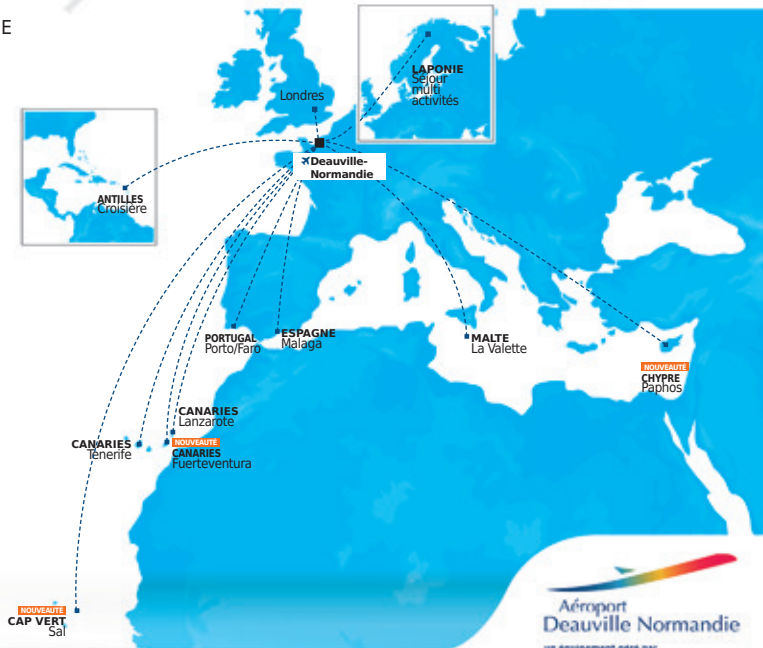 E
LAPONIE
Séjour
multi
activités
Londres
Deauville-
Normandie
ANTILLES
Croisière
PORTUGAL
Porto/Faro
ESPAGNE
Malaga
MALTE
La Valette
NOUVEAUTÉ
CHYPRE
Paphos
CANARIES
Lanzarote
CANARIES
Ténerife
NOUVEAUTÉ
CANARIES
Fuerteventura
NOUVEAUTÉ
CAP VERT
Sal
Aéroport
Deauville Normandie